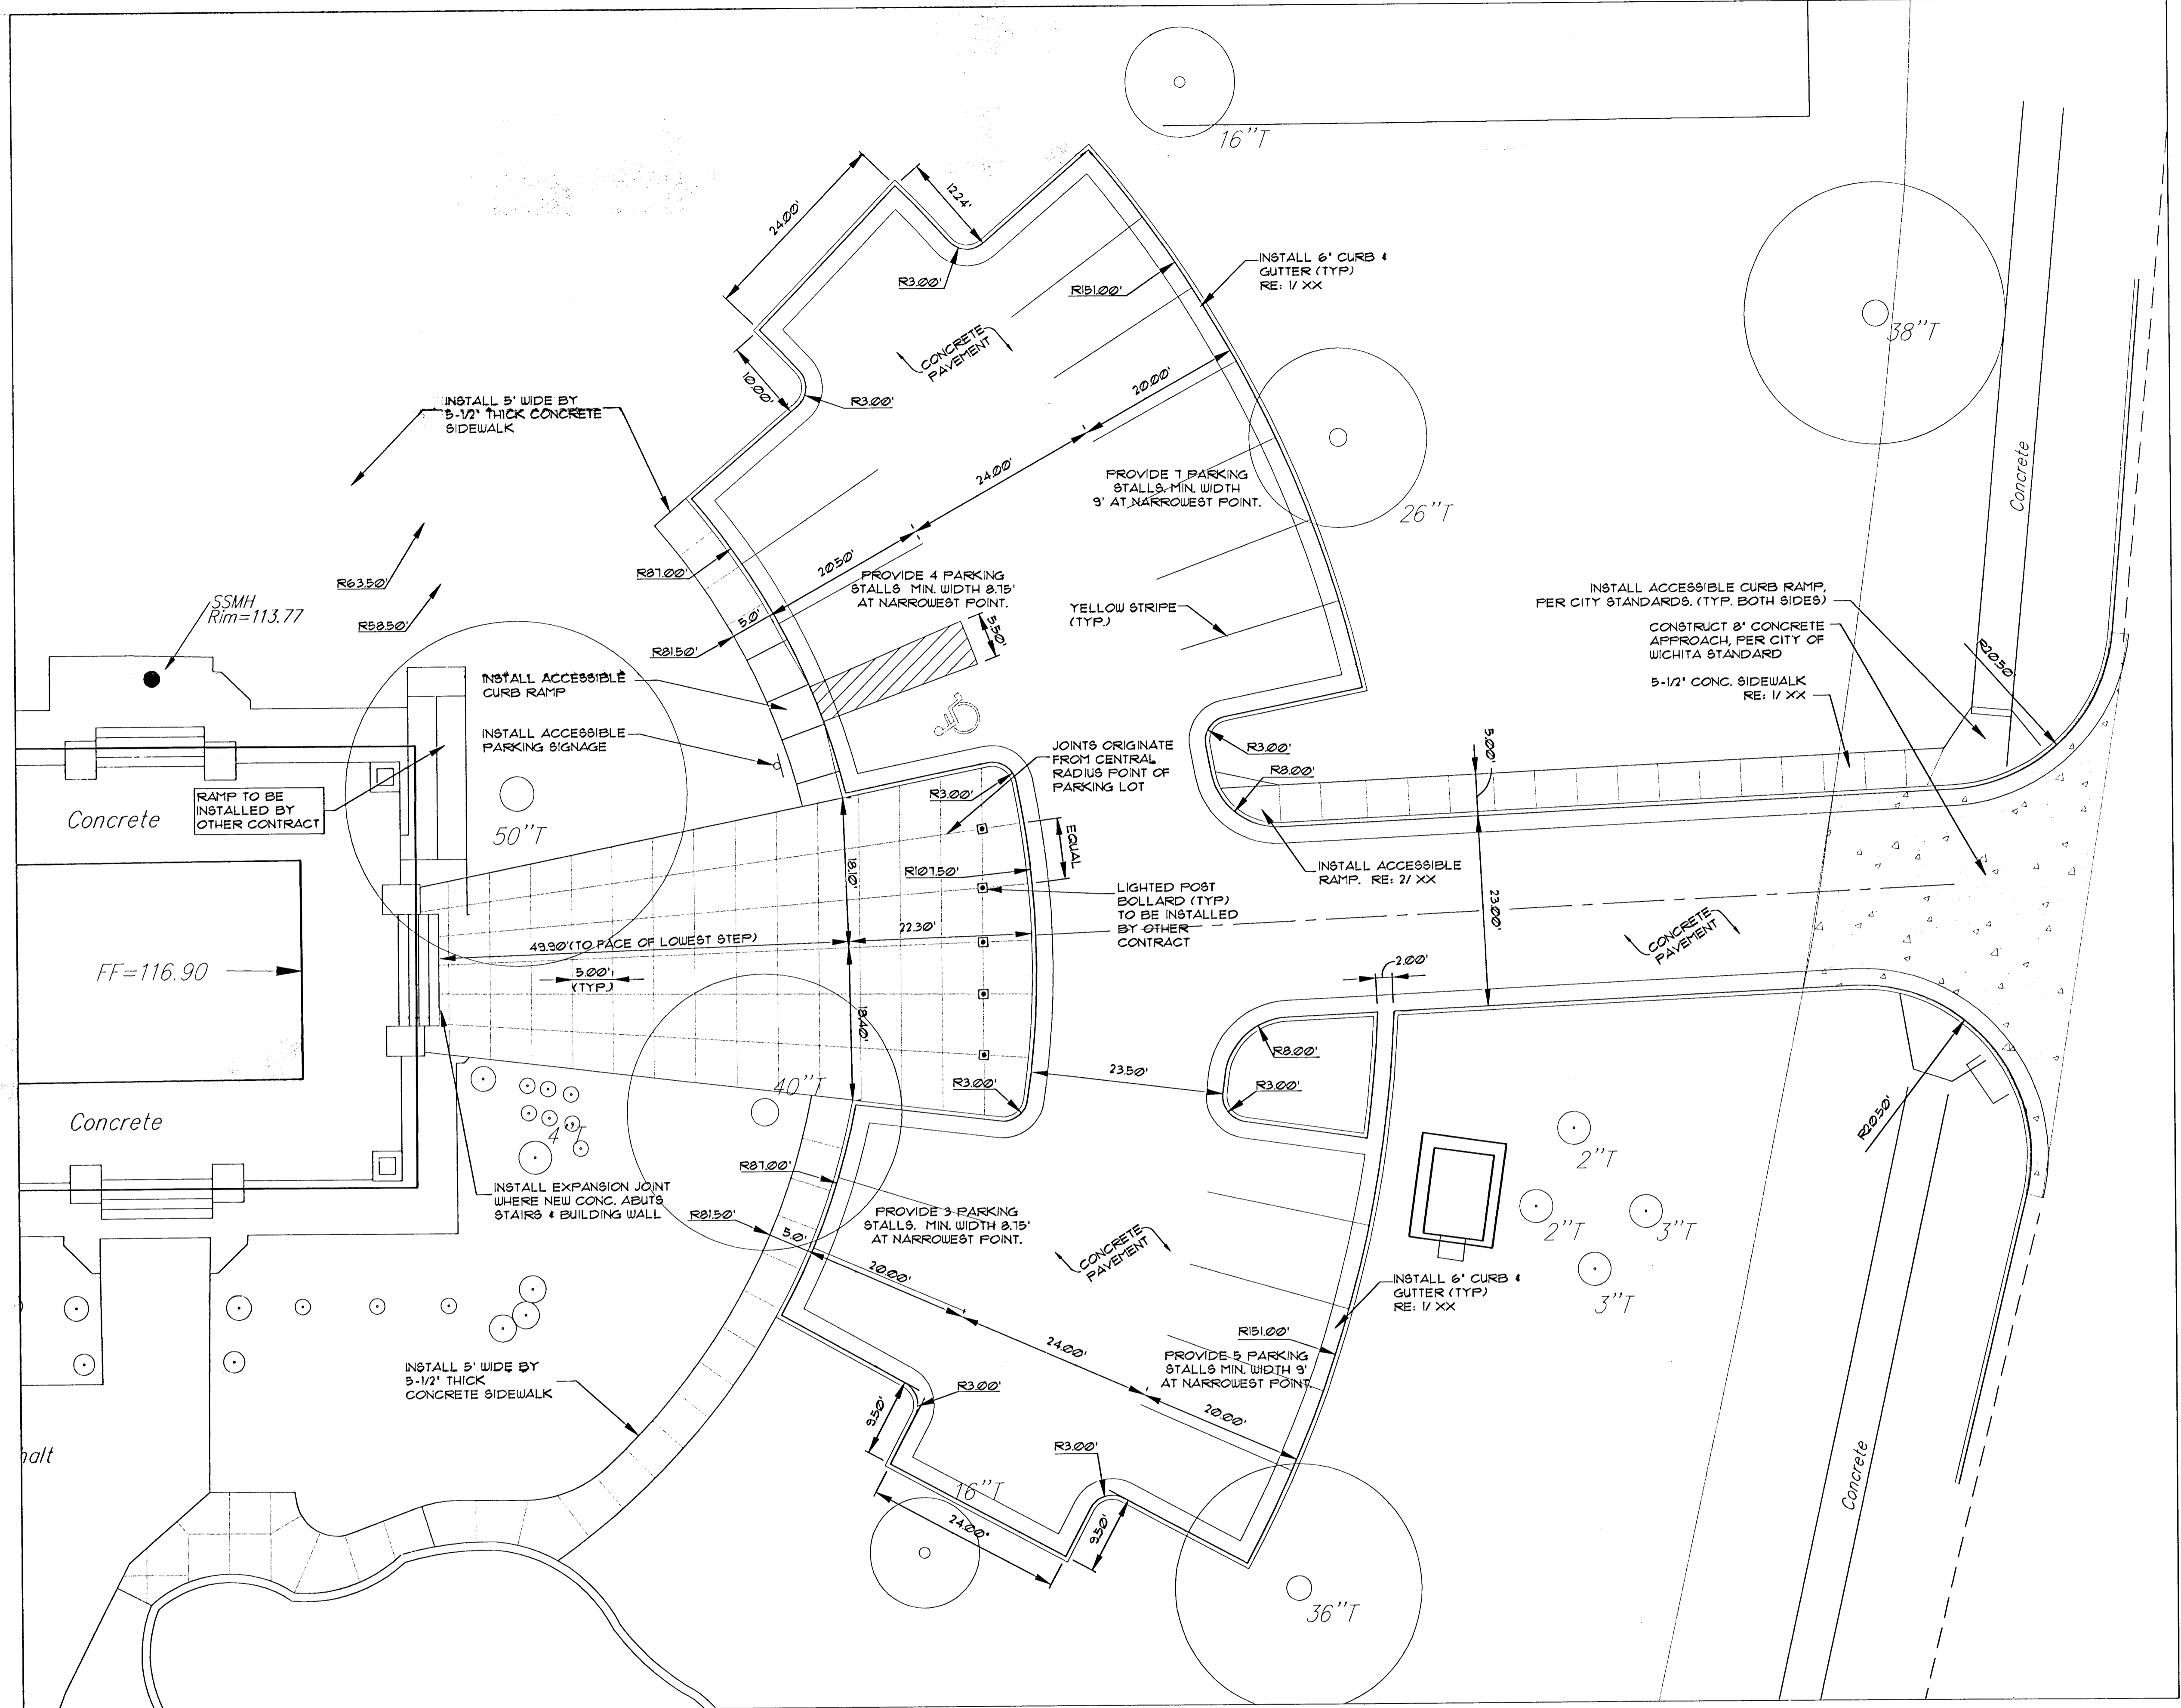 16"T
24.00'
12.24'
R3.00'
R151.00'
INSTALL 6" CURB &
GUTTER (TYP)
RE: 1/ XX
38"T
CONCRETE
PAVEMENT
10.00'
R3.00'
20.00'
INSTALL 5' WIDE BY
5-1/2" THICK CONCRETE
SIDEWALK
24.00'
PROVIDE 7 PARKING
STALLS, MIN. WIDTH
9' AT NARROWEST POINT.
26"T
Concrete
R63.50'
R58.50'
R87.00'
20.50'
PROVIDE 4 PARKING
STALLS MIN. WIDTH 8.75'
AT NARROWEST POINT.
5.0'
R81.50'
5.50'
YELLOW STRIPE
(TYP.)
SSMH
Rim=113.77
INSTALL ACCESSIBLE CURB RAMP,
PER CITY STANDARDS. (TYP. BOTH SIDES)
CONSTRUCT 8" CONCRETE
APPROACH, PER CITY OF
WICHITA STANDARD
5-1/2" CONC. SIDEWALK
RE: 1/ XX
R20.50'
INSTALL ACCESSIBLE
CURB RAMP
INSTALL ACCESSIBLE
PARKING SIGNAGE
JOINTS ORIGINATE
FROM CENTRAL
RADIUS POINT OF
PARKING LOT
R3.00'
R8.00'
5.00'
RAMP TO BE
INSTALLED BY
OTHER CONTRACT
Concrete
50"T
R3.00'
EQUAL
18.10'
R107.50'
INSTALL ACCESSIBLE
RAMP. RE: 2/ XX
LIGHTED POST
BOLLARD (TYP)
TO BE INSTALLED
BY OTHER
CONTRACT
23.00'
CONCRETE
PAVEMENT
22.30'
49.90'(TO FACE OF LOWEST STEP)
5.00'
(TYP.)
FF=116.90
2.00'
18.40'
R8.00'
R3.00'
23.50'
R3.00'
40"T
4"T
Concrete
R20.50'
2"T
2"T
3"T
3"T
R87.00'
INSTALL EXPANSION JOINT
WHERE NEW CONC. ABUTS
STAIRS & BUILDING WALL
R81.50'
5.0'
PROVIDE 3 PARKING
STALLS. MIN. WIDTH 8.75'
AT NARROWEST POINT.
CONCRETE
PAVEMENT
20.00'
INSTALL 6" CURB &
GUTTER (TYP)
RE: 1/ XX
R151.00'
24.00'
PROVIDE 5 PARKING
STALLS MIN. WIDTH 9'
AT NARROWEST POINT.
20.00'
INSTALL 5' WIDE BY
5-1/2" THICK
CONCRETE SIDEWALK
R3.00'
9.50'
R3.00'
halt
16"T
24.00'
9.50'
Concrete
36"T